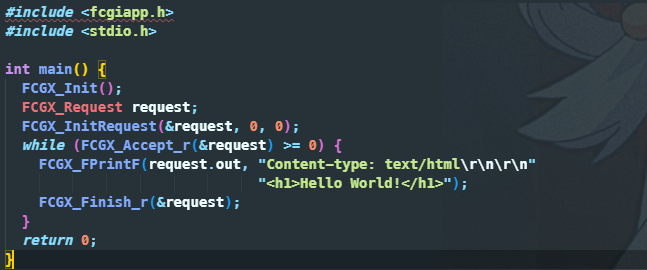 #include <fcgiapp.h>
#include <stdio.h>

int main() {
  FCGX_Init();
  FCGX_Request request;
  FCGX_InitRequest(&request, 0, 0);
  while (FCGX_Accept_r(&request) >= 0) {
    FCGX_FPrintF(request.out, "Content-type: text/html\r\n\r\n"
                              "<h1>Hello World!</h1>");
    FCGX_Finish_r(&request);
  }
  return 0;
}